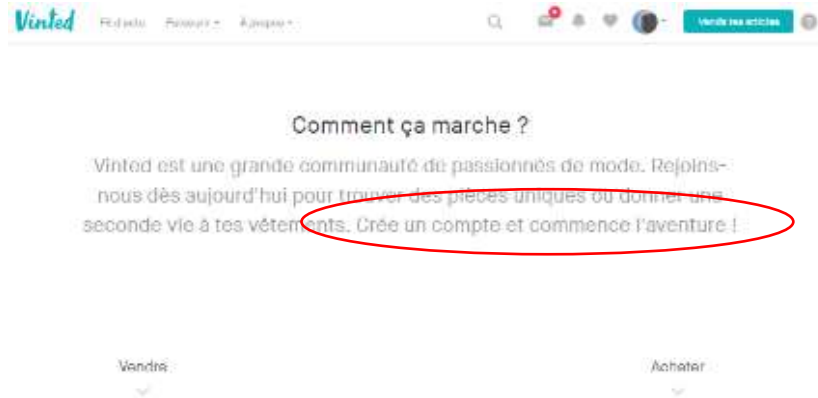 Vinted
Vends tes articles
Comment ça marche ?
Vinted est une grande communauté de passionnés de mode. Rejoins-
nous dès aujourd'hui pour trouver des pièces uniques ou donner une
seconde vie à tes vêtements. Crée un compte et commence l'aventure !
Vendre
Acheter